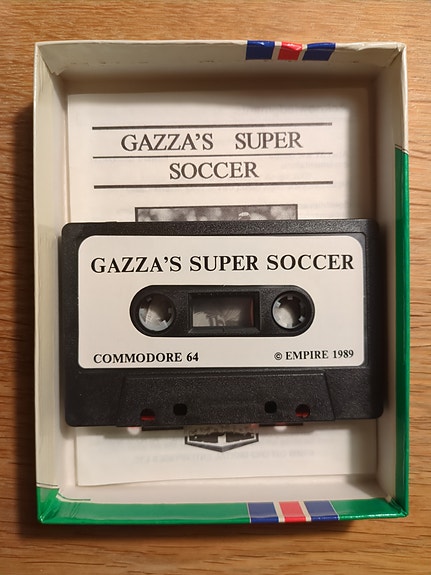 GAZZA'S SUPER
SOCCER
GAZZA'S SUPER SOCCER
COMMODORE 64
© EMPIRE 1989